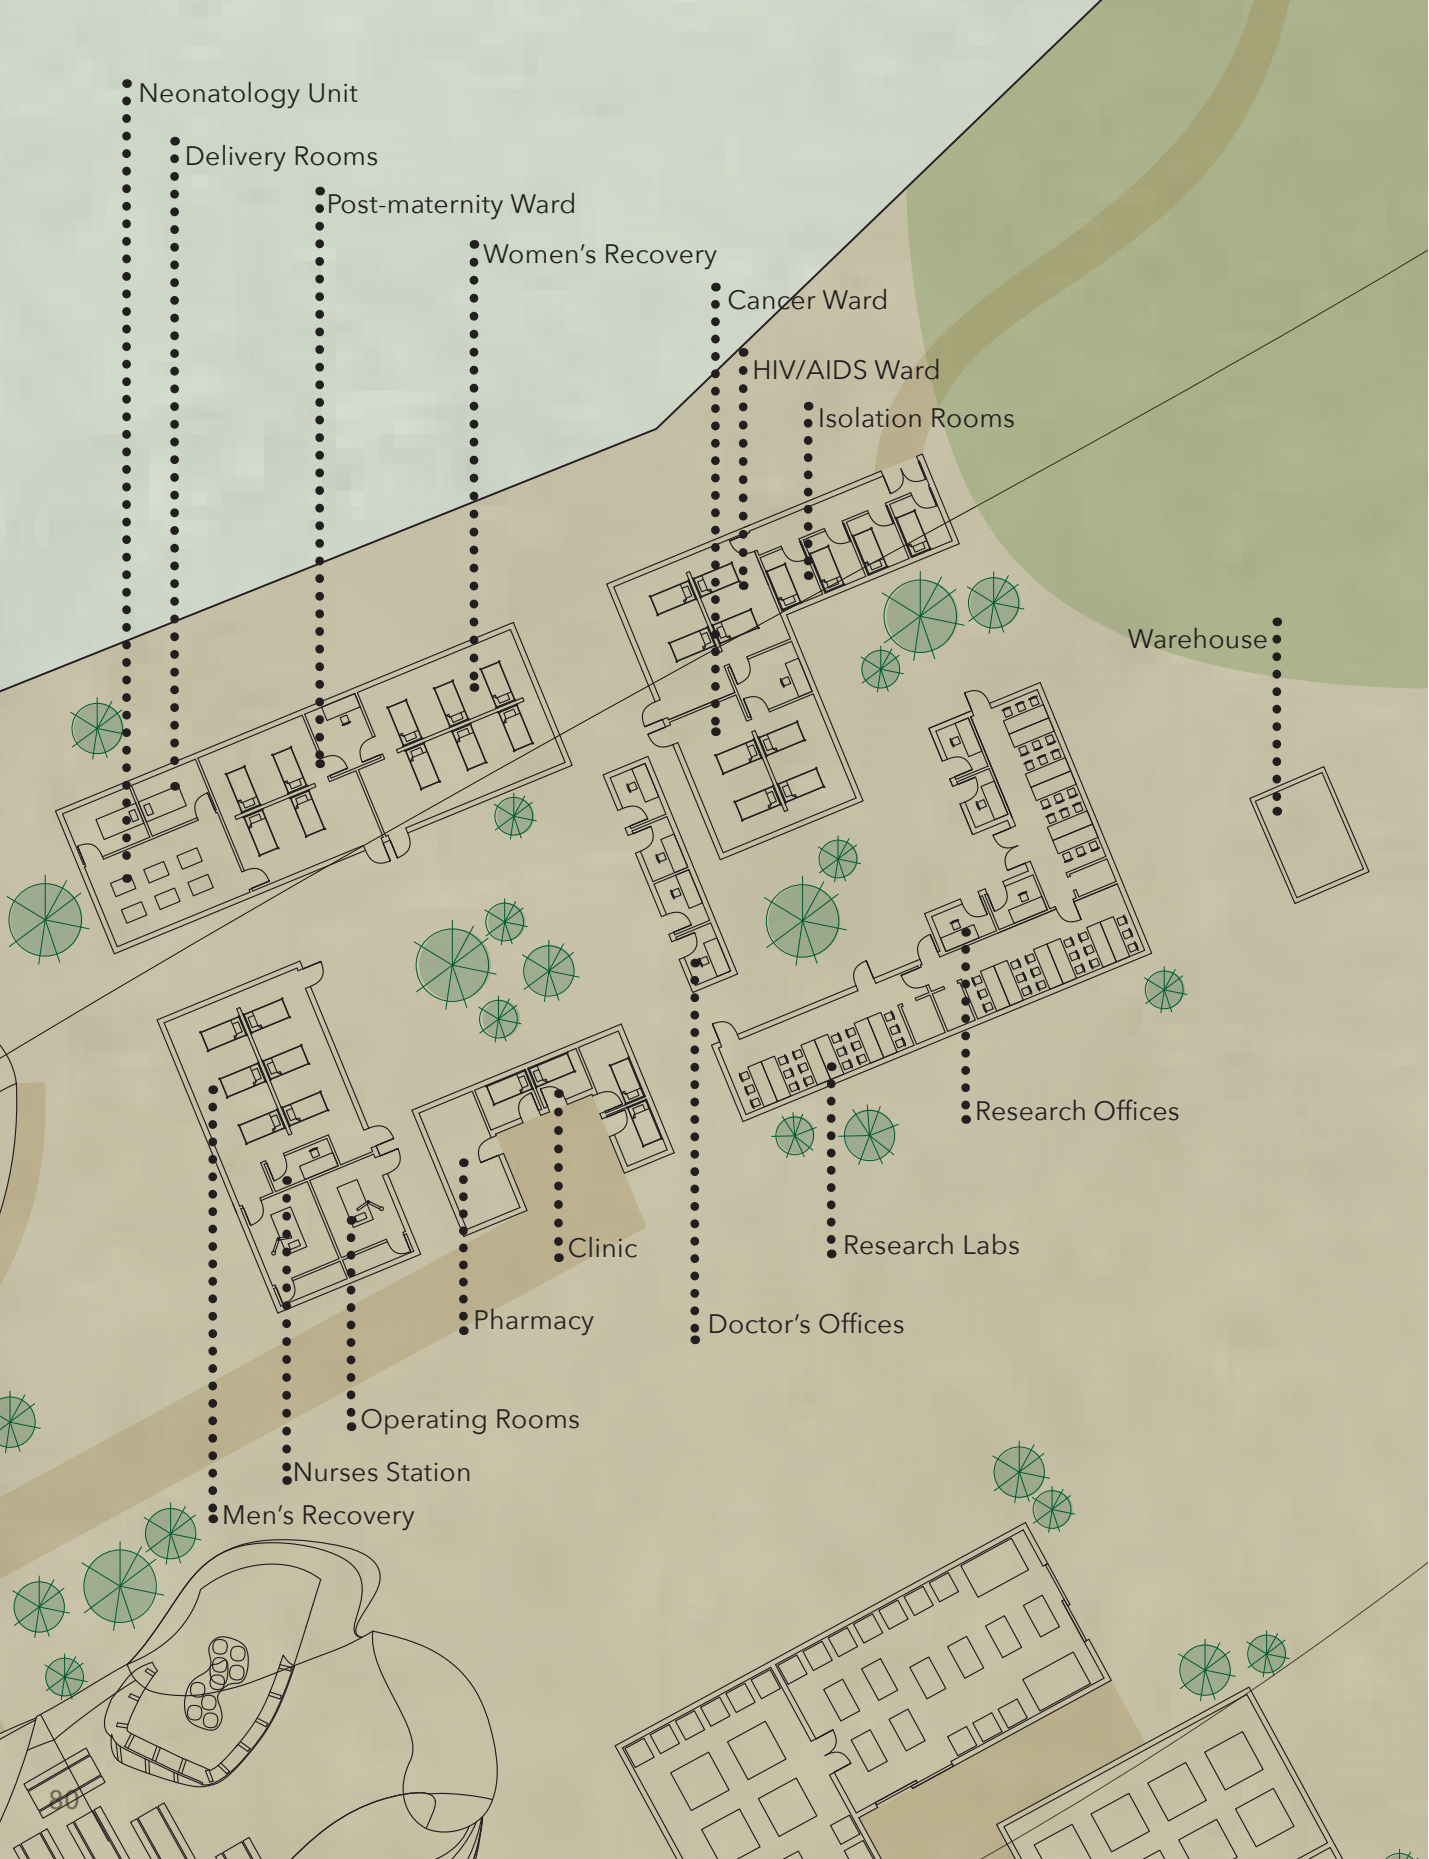 Neonatology Unit
Delivery Rooms
Post-maternity Ward
Women’s Recovery
Cancer Ward
HIV/AIDS Ward
Isolation Rooms
Warehouse
Research Offices
Research Labs
Clinic
Pharmacy
Doctor’s Offices
Operating Rooms
Nurses Station
Men’s Recovery
80